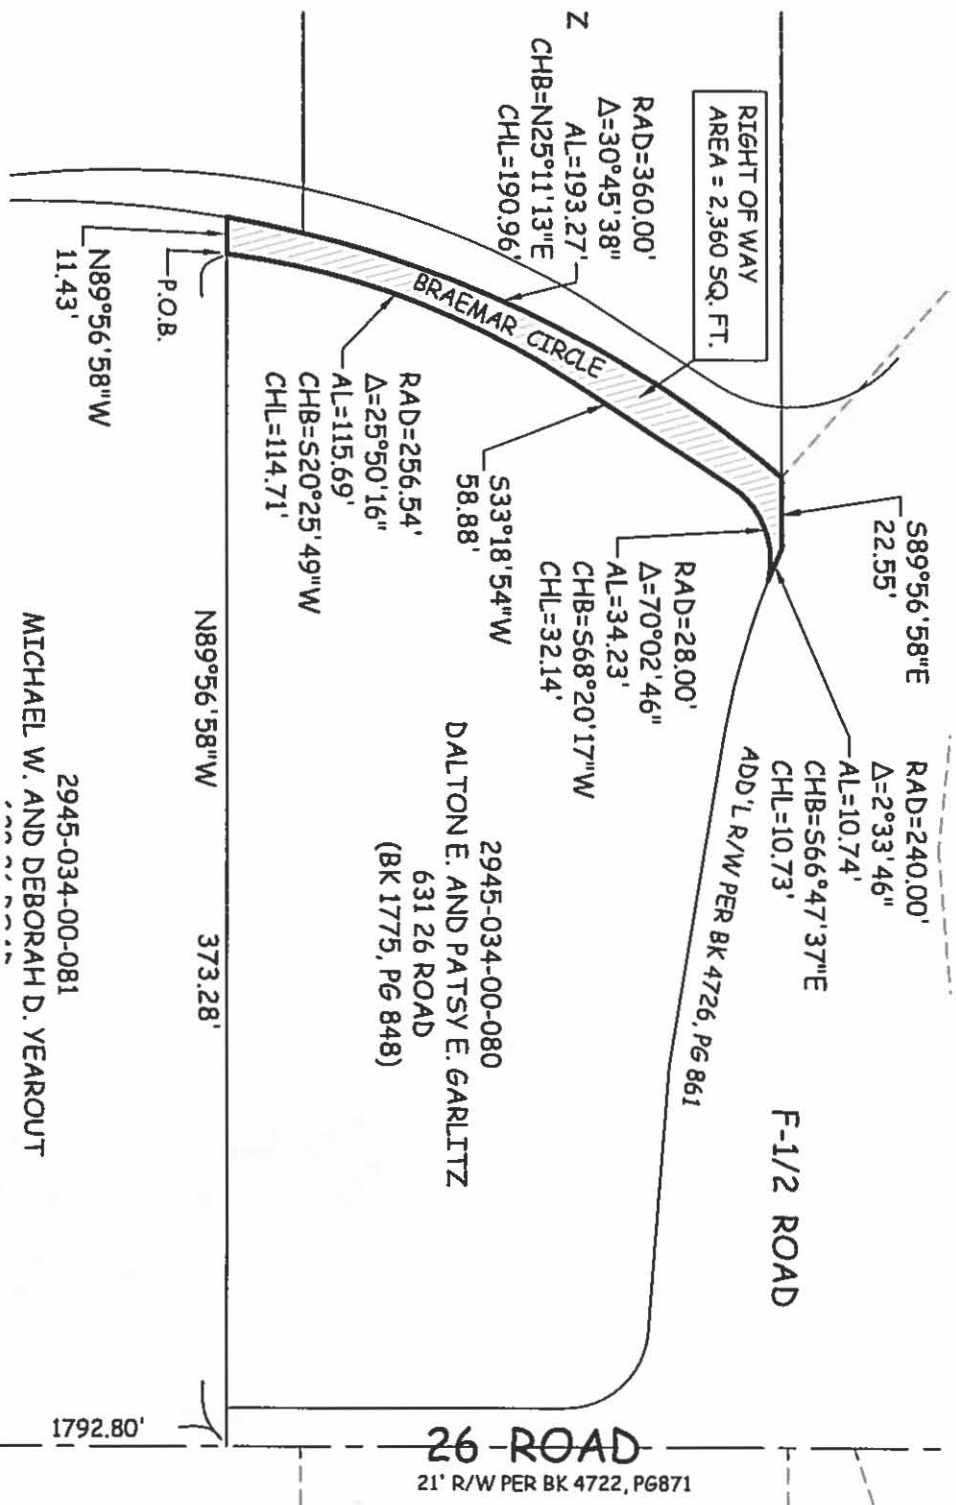 Z
RIGHT OF WAY
AREA = 2,360 SQ. FT.
RAD=360.00'
Δ=30°45'38"
AL=193.27'
CHB=N25°11'13"E
CHL=190.96'
BRAEMAR CIRCLE
S89°56'58"E
22.55'
RAD=240.00'
Δ=2°33'46"
AL=10.74'
CHB=S66°47'37"E
CHL=10.73'
ADD'L R/W PER BK 4726, PG 861
F-1/2 ROAD
RAD=28.00'
Δ=70°02'46"
AL=34.23'
CHB=S68°20'17"W
CHL=32.14'
S33°18'54"W
58.88'
RAD=256.54'
Δ=25°50'16"
AL=115.69'
CHB=S20°25'49"W
CHL=114.71'
P.O.B.
N89°56'58"W
11.43'
2945-034-00-080
DALTON E. AND PATSY E. GARLITZ
631 26 ROAD
(BK 1775, PG 848)
N89°56'58"W 373.28'
2945-034-00-081
MICHAEL W. AND DEBORAH D. YEAROUT
1792.80'
26 ROAD
21' R/W PER BK 4722, PG871